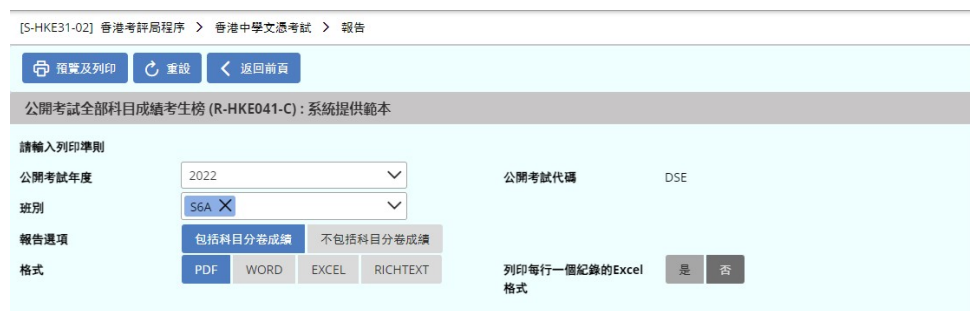 [S-HKE31-02] 香港考評局程序 > 香港中學文憑考試 > 報告
預覽及列印 重設 返回前頁
公開考試全部科目成績考生榜 (R-HKE041-C) : 系統提供範本
請輸入列印準則
公開考試年度 2022 公開考試代碼 DSE
班別 S6A
報告選項 包括科目分卷成績 不包括科目分卷成績
格式 PDF WORD EXCEL RICHTEXT 列印每行一個紀錄的Excel 是 否
格式